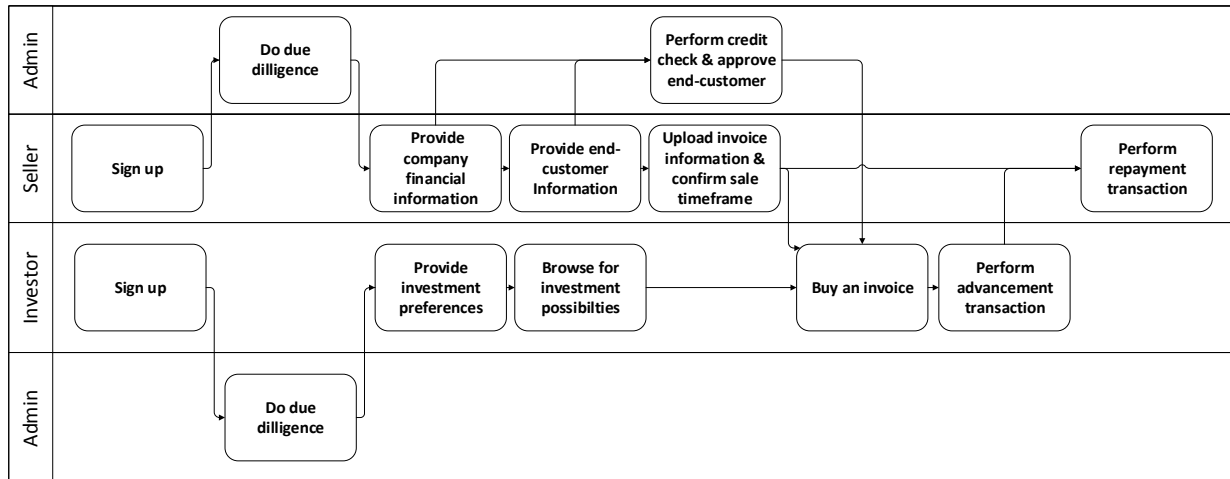 Admin
Do due
dilligence
Perform credit
check & approve
end-customer
Seller
Sign up
Provide
company
financial
information
Provide end-
customer
Information
Upload invoice
information &
confirm sale
timeframe
Perform
repayment
transaction
Investor
Sign up
Provide
investment
preferences
Browse for
investment
possibilties
Buy an invoice
Perform
advancement
transaction
Admin
Do due
dilligence